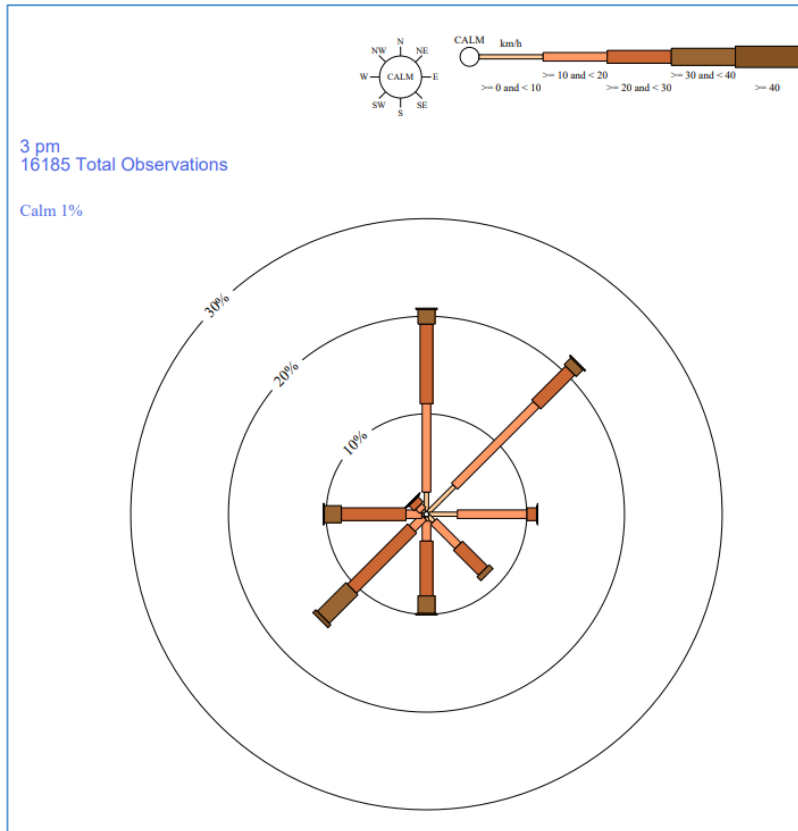 N
NW NE
W CALM E
SW SE
S
CALM
km/h
>= 10 and < 20 >= 30 and < 40
>= 0 and < 10 >= 20 and < 30 >= 40
3 pm
16185 Total Observations
Calm 1%
30%
20%
10%